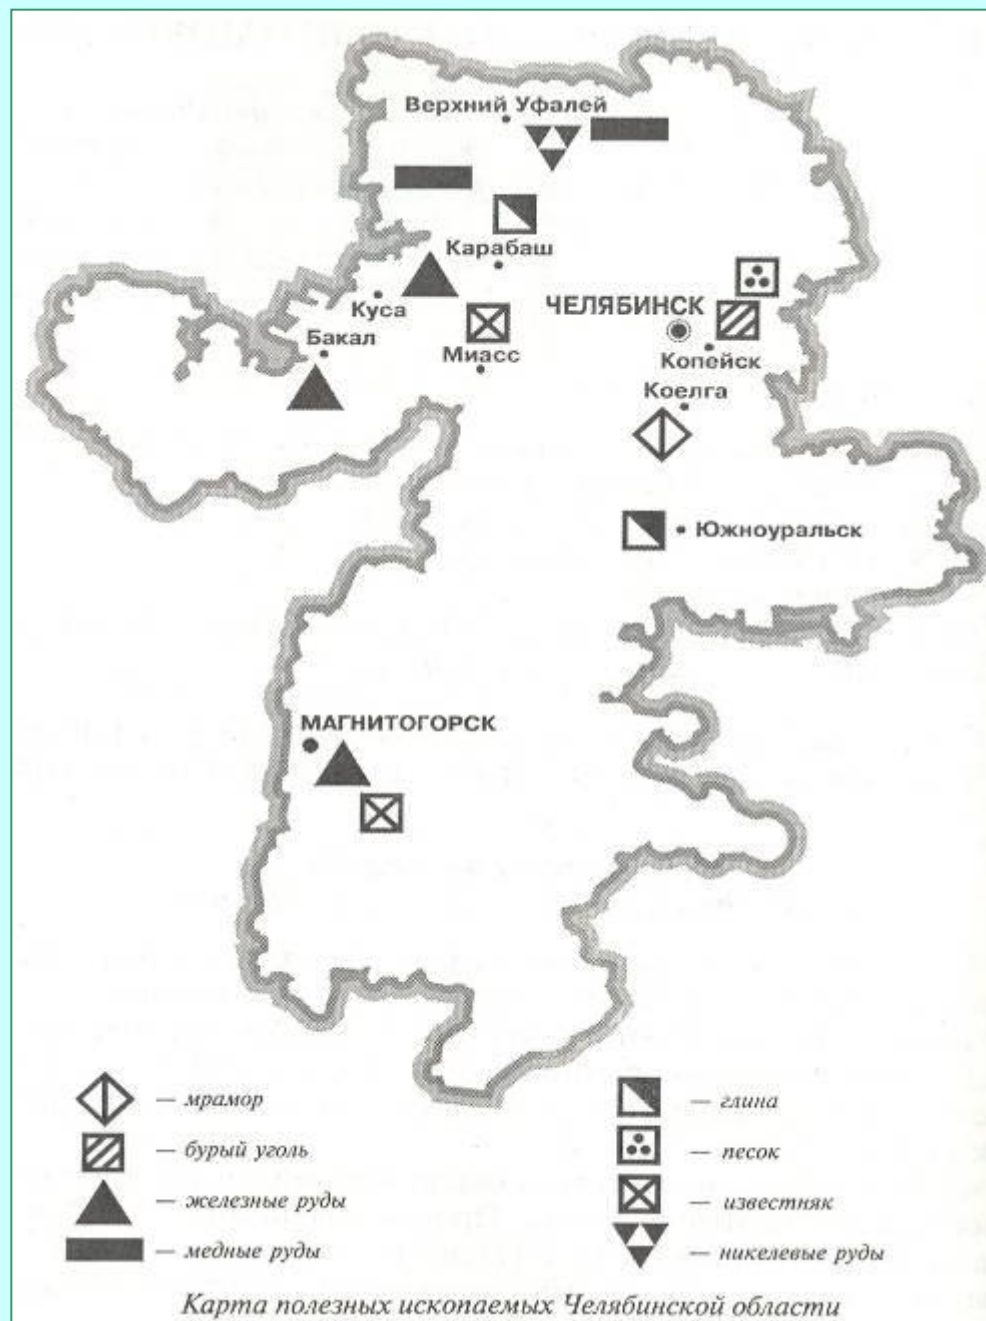 Верхний Уфалей
Карабаш
Куса
ЧЕЛЯБИНСК
Бакал
Миасс
Копейск
Коелга
Южноуральск
МАГНИТОГОРСК
— мрамор
— бурый уголь
— железные руды
— медные руды
— глина
— песок
— известняк
— никелевые руды
Карта полезных ископаемых Челябинской области